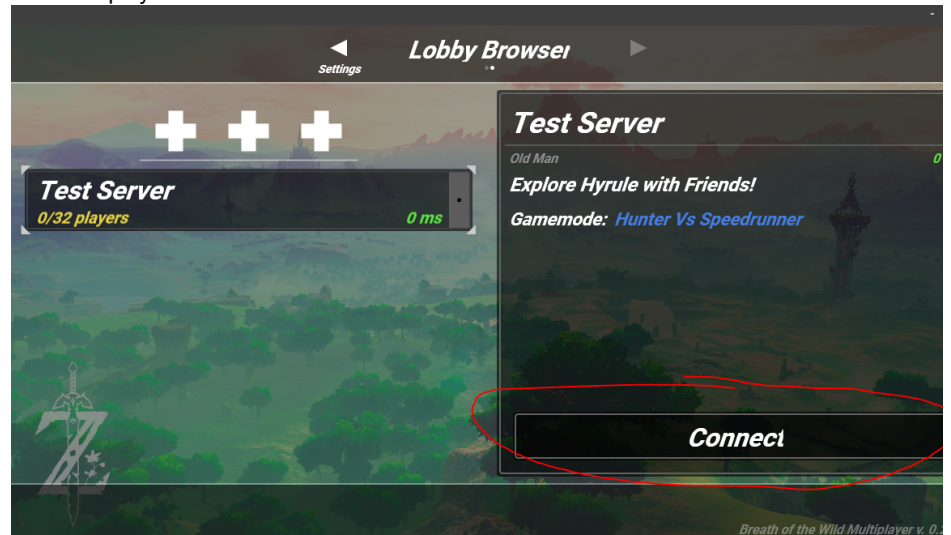 Lobby Browser
Settings
Test Server
0/32 players
0 ms
Test Server
Old Man
0
Explore Hyrule with Friends!
Gamemode: Hunter Vs Speedrunner
Connect
Breath of the Wild Multiplayer v. 0.